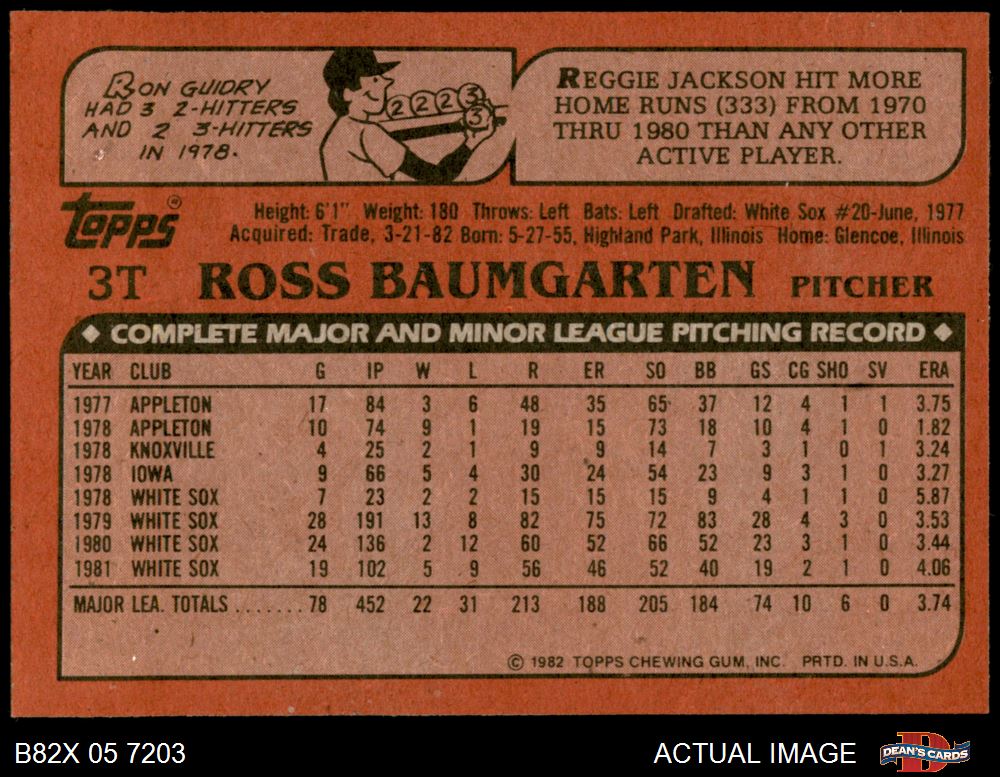 RON GUIDRY
HAD 3 2-HITTERS
AND 2 3-HITTERS
IN 1978.
2 2 2 3
3
REGGIE JACKSON HIT MORE
HOME RUNS (333) FROM 1970
THRU 1980 THAN ANY OTHER
ACTIVE PLAYER.
Topps®
Height: 6'1" Weight: 180 Throws: Left Bats: Left Drafted: White Sox #20-June, 1977
Acquired: Trade, 3-21-82 Born: 5-27-55, Highland Park, Illinois Home: Glencoe, Illinois
3T ROSS BAUMGARTEN PITCHER
◆ COMPLETE MAJOR AND MINOR LEAGUE PITCHING RECORD ◆
YEAR CLUB G IP W L R ER SO BB GS CG SHO SV ERA
1977 APPLETON 17 84 3 6 48 35 65 37 12 4 1 1 3.75
1978 APPLETON 10 74 9 1 19 15 73 18 10 4 1 0 1.82
1978 KNOXVILLE 4 25 2 1 9 9 14 7 3 1 0 1 3.24
1978 IOWA 9 66 5 4 30 24 54 23 9 3 1 0 3.27
1978 WHITE SOX 7 23 2 2 15 15 15 9 4 1 1 0 5.87
1979 WHITE SOX 28 191 13 8 82 75 72 83 28 4 3 0 3.53
1980 WHITE SOX 24 136 2 12 60 52 66 52 23 3 1 0 3.44
1981 WHITE SOX 19 102 5 9 56 46 52 40 19 2 1 0 4.06
MAJOR LEA. TOTALS ....... 78 452 22 31 213 188 205 184 74 10 6 0 3.74
© 1982 TOPPS CHEWING GUM, INC. PRTD. IN U.S.A.
B82X 05 7203 ACTUAL IMAGE DEAN'S CARDS